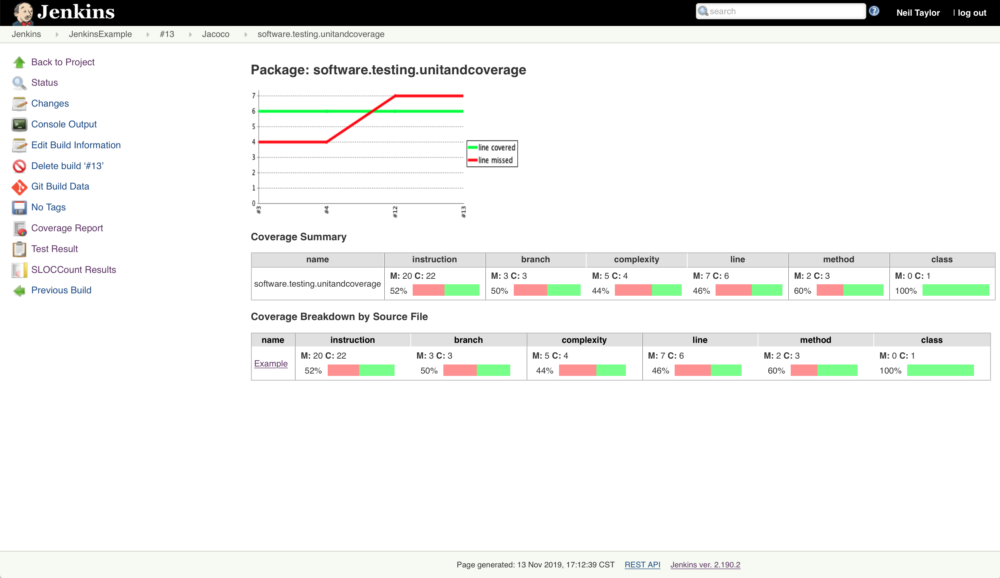 Jenkins
search
Neil Taylor | log out
Jenkins JenkinsExample #13 Jacoco software.testing.unitandcoverage
Back to Project
Status
Changes
Console Output
Edit Build Information
Delete build ‘#13’
Git Build Data
No Tags
Coverage Report
Test Result
SLOCCount Results
Previous Build
Package: software.testing.unitandcoverage
7
6
5
4
3
2
1
0
#3 #4 #12 #13
line covered
line missed
Coverage Summary
name instruction branch complexity line method class
software.testing.unitandcoverage
M: 20 C: 22 M: 3 C: 3 M: 5 C: 4 M: 7 C: 6 M: 2 C: 3 M: 0 C: 1
52% 50% 44% 46% 60% 100%
Coverage Breakdown by Source File
name instruction branch complexity line method class
Example
M: 20 C: 22 M: 3 C: 3 M: 5 C: 4 M: 7 C: 6 M: 2 C: 3 M: 0 C: 1
52% 50% 44% 46% 60% 100%
Page generated: 13 Nov 2019, 17:12:39 CST REST API Jenkins ver. 2.190.2